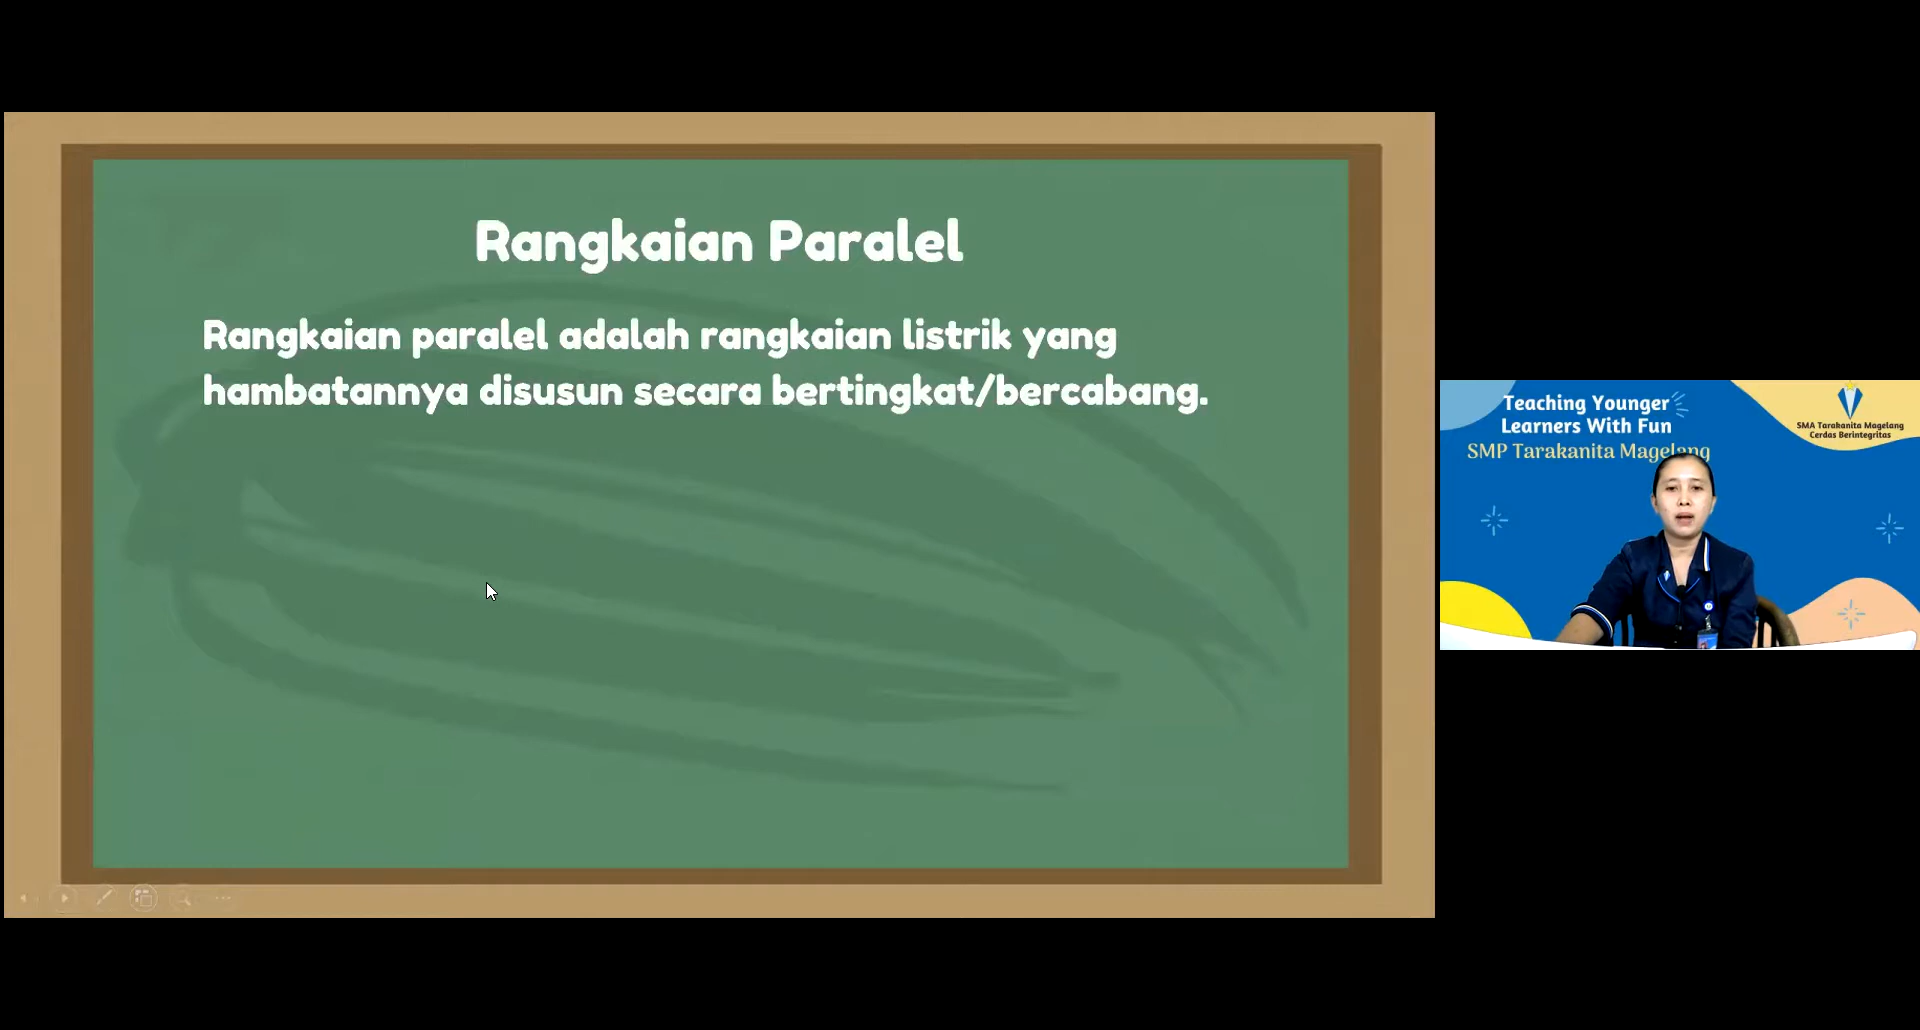 Rangkaian Paralel
Rangkaian paralel adalah rangkaian listrik yang
hambatannya disusun secara bertingkat/bercabang.
Teaching Younger
Learners With Fun
SMP Tarakanita Magelang
SMA Tarakanita Magelang
Cerdas Berintegritas